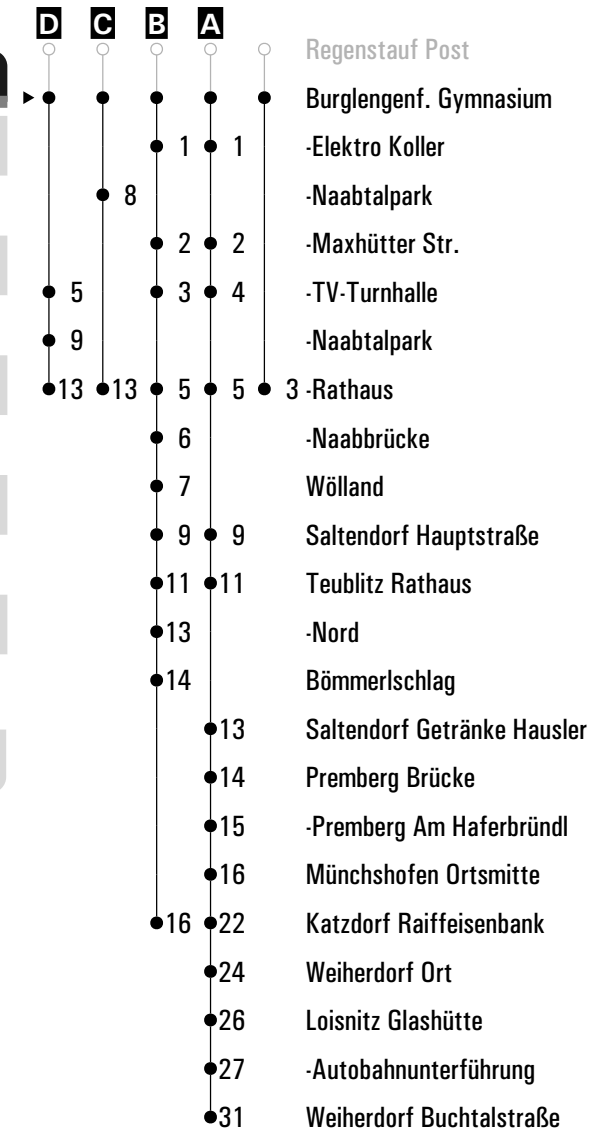 D C B A
Regenstauf Post
Burglengenf. Gymnasium
1 1 -Elektro Koller
8 -Naabtalpark
2 2 -Maxhütter Str.
5 3 4 -TV-Turnhalle
9 -Naabtalpark
13 13 5 5 3 -Rathaus
6 -Naabbrücke
7 Wölland
9 9 Saltendorf Hauptstraße
11 11 Teublitz Rathaus
13 -Nord
14 Bömmerlschlag
13 Saltendorf Getränke Hausler
14 Premberg Brücke
15 -Premberg Am Haferbründl
16 Münchshofen Ortsmitte
16 22 Katzdorf Raiffeisenbank
24 Weiherdorf Ort
26 Loisnitz Glashütte
27 -Autobahnunterführung
31 Weiherdorf Buchtalstraße